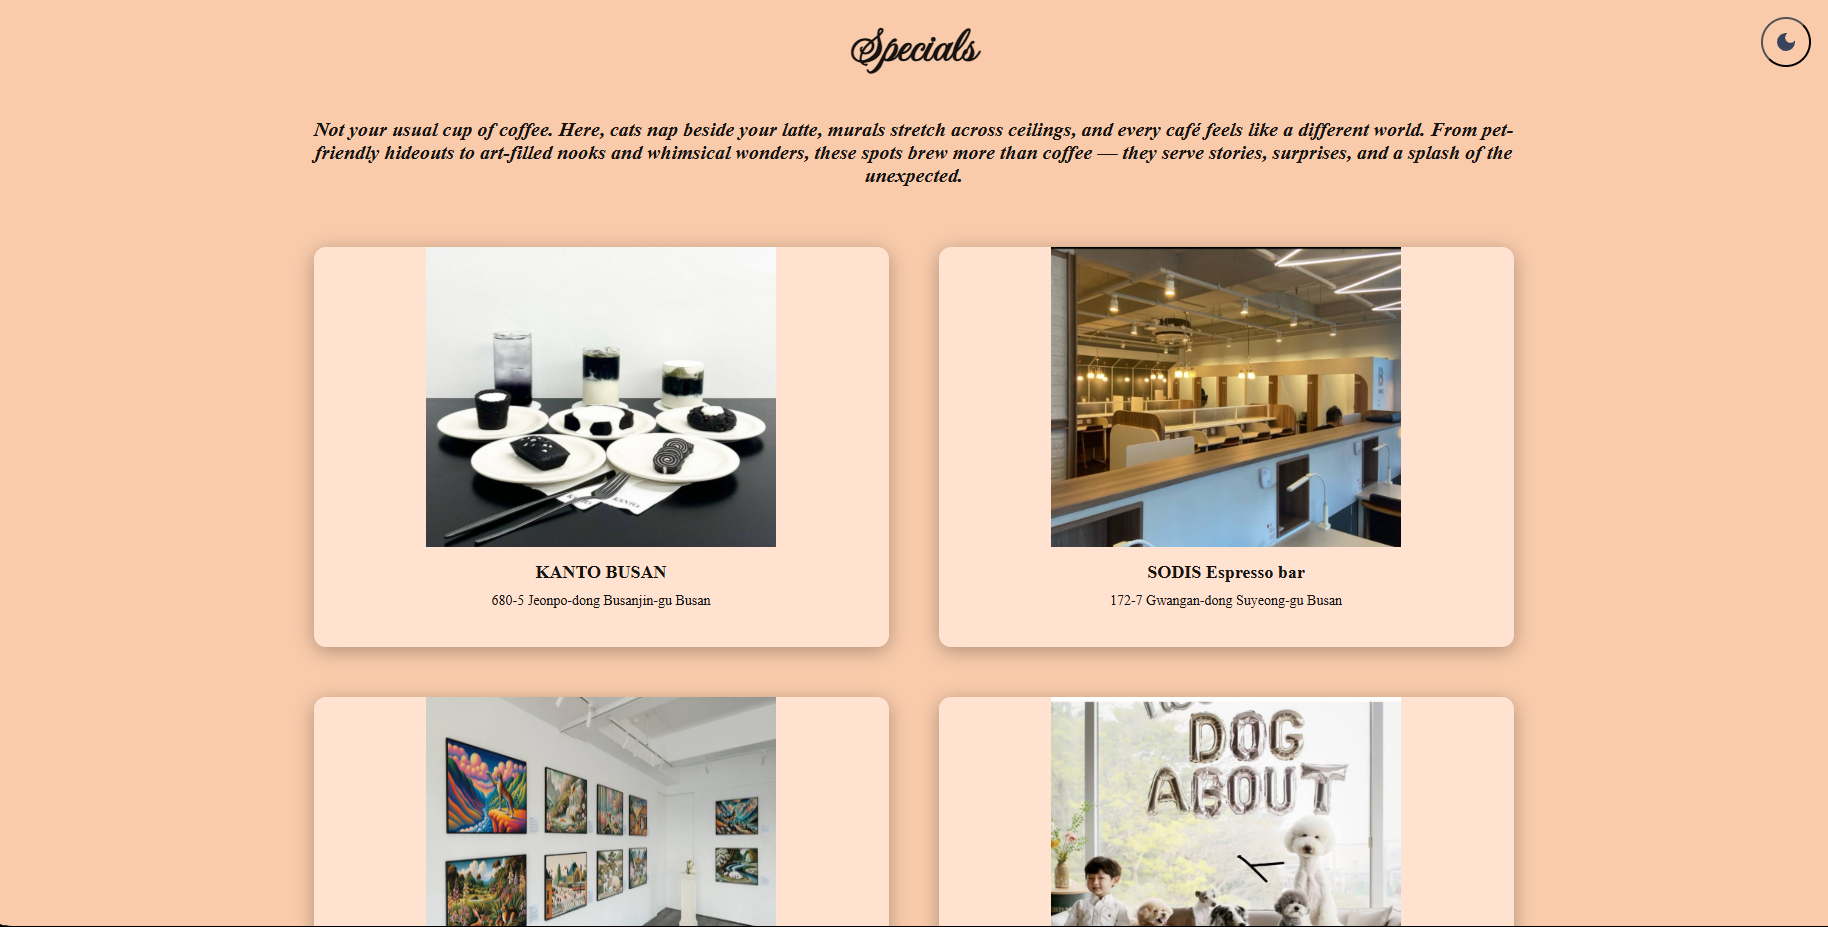 Specials
Not your usual cup of coffee. Here, cats nap beside your latte, murals stretch across ceilings, and every café feels like a different world. From pet-
friendly hideouts to art-filled nooks and whimsical wonders, these spots brew more than coffee — they serve stories, surprises, and a splash of the
unexpected.
KANTO
B
KANTO BUSAN
SODIS Espresso bar
680-5 Jeonpo-dong Busanjin-gu Busan
172-7 Gwangan-dong Suyeong-gu Busan
DOG
ABOUT